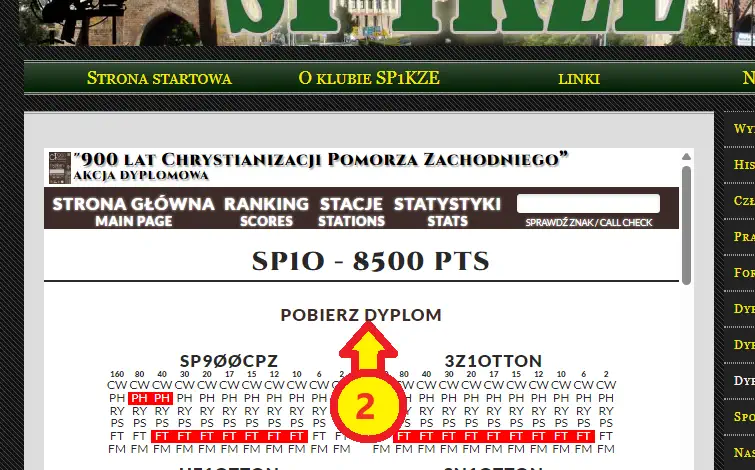 SP1KZE
STRONA STARTOWA O KLUBIE SP1KZE LINKI N
"900 LAT CHRYSTIANIZACJI POMORZA ZACHODNIEGO"
AKCJA DYPLOMOWA
STRONA GŁÓWNA RANKING STACJE STATYSTYKI
MAIN PAGE SCORES STATIONS STATS SPRAWDŹ ZNAK / CALL CHECK
SP1O - 8500 PTS
POBIERZ DYPLOM
SP9ØØCPZ 3Z1OTTON
160 80 40 30 20 17 15 12 10 6 2 80 40 30 20 17 15 12 10 6 2
CW CW CW CW CW CW CW CW CW CW CW CW CW CW CW CW CW CW CW
PH PH PH PH PH PH PH PH PH PH PH PH PH PH PH PH PH PH PH
RY RY RY RY RY RY RY RY RY RY RY RY RY RY RY RY RY RY RY
PS PS PS PS PS PS PS PS PS PS PS PS PS PS PS PS PS PS PS
FT FT FT FT FT FT FT FT FT FT FT FT FT FT FT FT FT FT FT FT FT
FM FM FM FM FM FM FM FM FM FM FM FM FM FM FM FM FM FM FM FM FM FM
2
WY
HIS
CZŁ
PRA
FOR
DYP
DYP
DYP
SPO
NAS